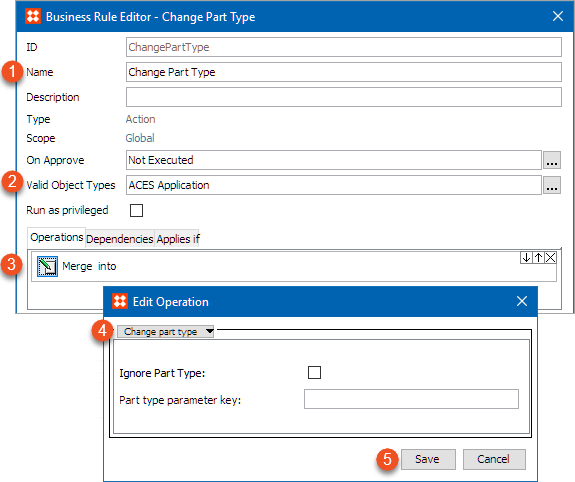 Business Rule Editor - Change Part Type
ID ChangePartType
1 Name Change Part Type
Description
Type Action
Scope Global
On Approve Not Executed ...
2 Valid Object Types ACES Application ...
Run as privileged
Operations Dependencies Applies if
3 Merge into
Edit Operation
4 Change part type
Ignore Part Type:
Part type parameter key:
5 Save Cancel